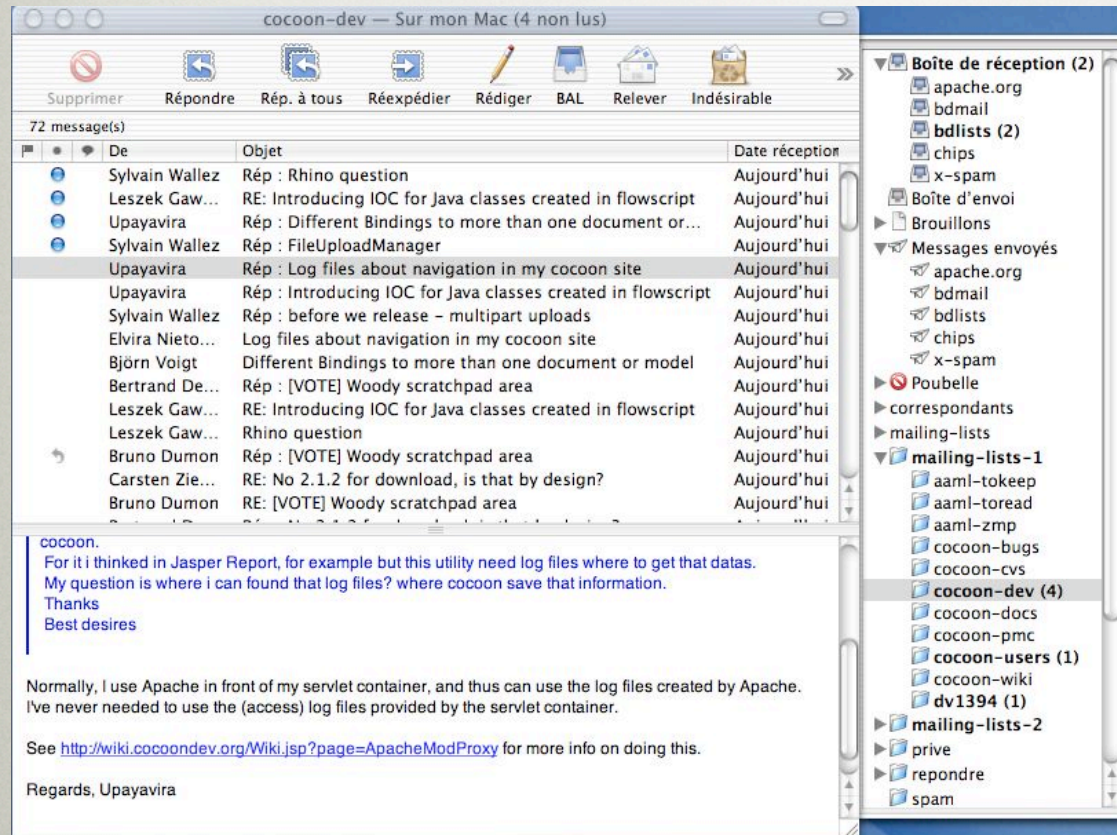 cocoon-dev — Sur mon Mac (4 non lus)
Supprimer Répondre Rép. à tous Réexpédier Rédiger BAL Relever Indésirable
72 message(s)
De Objet Date réception
Sylvain Wallez Rép : Rhino question Aujourd'hui
Leszek Gaw... RE: Introducing IOC for Java classes created in flowscript Aujourd'hui
Upayavira Rép : Different Bindings to more than one document or... Aujourd'hui
Sylvain Wallez Rép : FileUploadManager Aujourd'hui
Upayavira Rép : Log files about navigation in my cocoon site Aujourd'hui
Upayavira Rép : Introducing IOC for Java classes created in flowscript Aujourd'hui
Sylvain Wallez Rép : before we release – multipart uploads Aujourd'hui
Elvira Nieto... Log files about navigation in my cocoon site Aujourd'hui
Björn Voigt Different Bindings to more than one document or model Aujourd'hui
Bertrand De... Rép : [VOTE] Woody scratchpad area Aujourd'hui
Leszek Gaw... RE: Introducing IOC for Java classes created in flowscript Aujourd'hui
Leszek Gaw... Rhino question Aujourd'hui
Bruno Dumon Rép : [VOTE] Woody scratchpad area Aujourd'hui
Carsten Zie... RE: No 2.1.2 for download, is that by design? Aujourd'hui
Bruno Dumon RE: [VOTE] Woody scratchpad area Aujourd'hui
cocoon.
For it i thinked in Jasper Report, for example but this utility need log files where to get that datas.
My question is where i can found that log files? where cocoon save that information.
Thanks
Best desires
Normally, I use Apache in front of my servlet container, and thus can use the log files created by Apache.
I've never needed to use the (access) log files provided by the servlet container.
See http://wiki.cocoondev.org/Wiki.jsp?page=ApacheModProxy for more info on doing this.
Regards, Upayavira
Boîte de réception (2)
apache.org
bdmail
bdlists (2)
chips
x-spam
Boîte d'envoi
Brouillons
Messages envoyés
apache.org
bdmail
bdlists
chips
x-spam
Poubelle
correspondants
mailing-lists
mailing-lists-1
aaml-tokeep
aaml-toread
aaml-zmp
cocoon-bugs
cocoon-cvs
cocoon-dev (4)
cocoon-docs
cocoon-pmc
cocoon-users (1)
cocoon-wiki
dv1394 (1)
mailing-lists-2
prive
repondre
spam